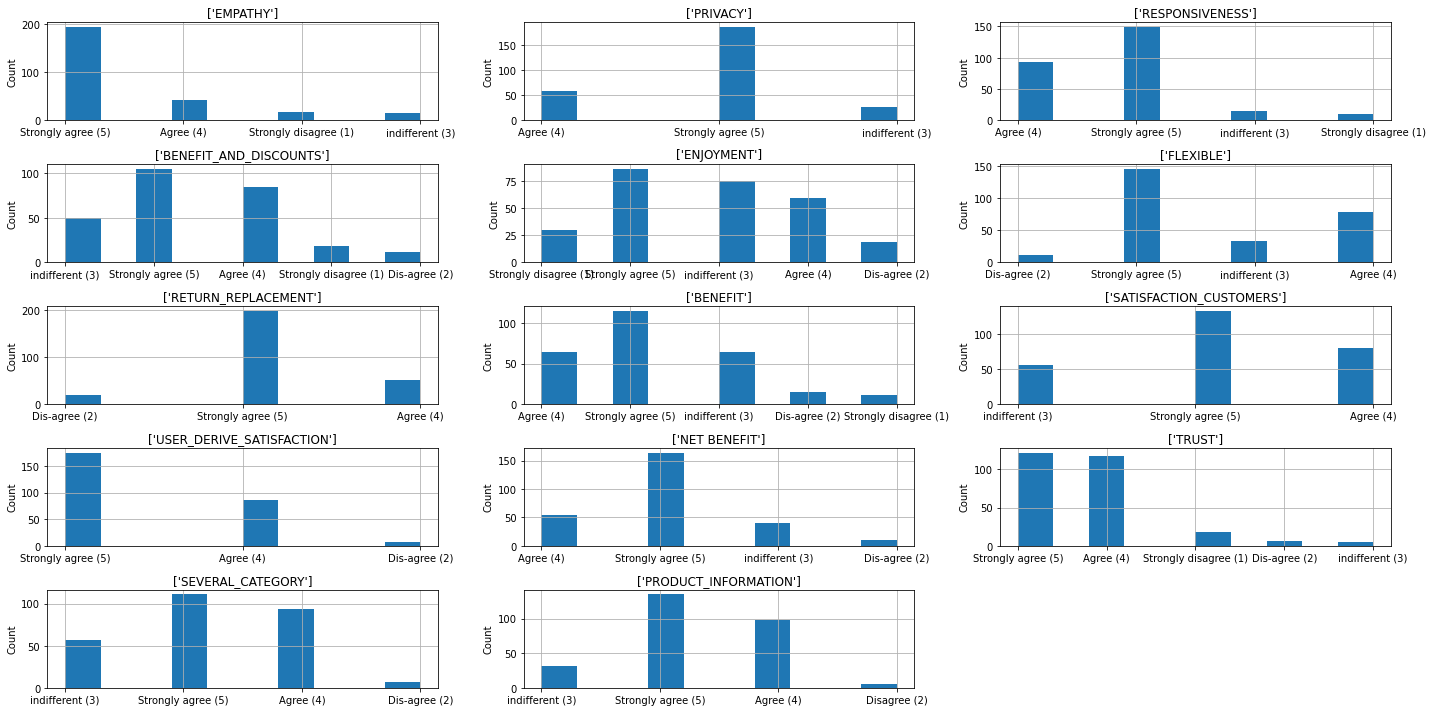 ['EMPATHY'] ['PRIVACY'] ['RESPONSIVENESS']
200 150 150
100 100 100
50 50
0 0 0
Count Count Count
Strongly agree (5) Agree (4) Strongly disagree (1) indifferent (3) Agree (4) Strongly agree (5) indifferent (3) Agree (4) Strongly agree (5) indifferent (3) Strongly disagree (1)
['BENEFIT_AND_DISCOUNTS'] ['ENJOYMENT'] ['FLEXIBLE']
100 75 150
50 50 100
25 50
0 0 0
Count Count Count
indifferent (3) Strongly agree (5) Agree (4) Strongly disagree (1) Dis-agree (2) Strongly disagree (1) Strongly agree (5) indifferent (3) Agree (4) Dis-agree (2) Dis-agree (2) Strongly agree (5) indifferent (3) Agree (4)
['RETURN_REPLACEMENT'] ['BENEFIT'] ['SATISFACTION_CUSTOMERS']
200 100 100
100 50 50
0 0 0
Count Count Count
Dis-agree (2) Strongly agree (5) Agree (4) Agree (4) Strongly agree (5) indifferent (3) Dis-agree (2) Strongly disagree (1) indifferent (3) Strongly agree (5) Agree (4)
['USER_DERIVE_SATISFACTION'] ['NET BENEFIT'] ['TRUST']
150 150 100
100 100 50
50 50
0 0 0
Count Count Count
Strongly agree (5) Agree (4) Dis-agree (2) Agree (4) Strongly agree (5) indifferent (3) Dis-agree (2) Strongly agree (5) Agree (4) Strongly disagree (1) Dis-agree (2) indifferent (3)
['SEVERAL_CATEGORY'] ['PRODUCT_INFORMATION']
100 100
50 50
0 0
Count Count
indifferent (3) Strongly agree (5) Agree (4) Dis-agree (2) indifferent (3) Strongly agree (5) Agree (4) Disagree (2)